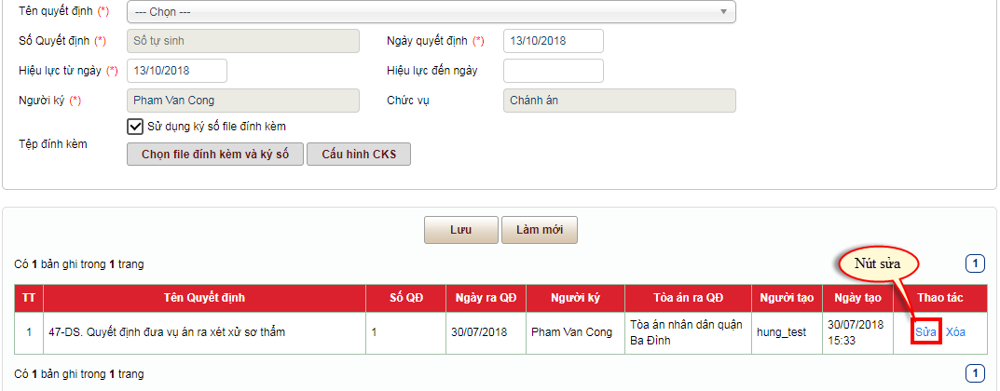 Tên quyết định (*) --- Chọn ---
Số Quyết định (*) Số tự sinh Ngày quyết định (*) 13/10/2018
Hiệu lực từ ngày (*) 13/10/2018 Hiệu lực đến ngày
Người ký (*) Pham Van Cong Chức vụ Chánh án
Sử dụng ký số file đính kèm
Tệp đính kèm
Chọn file đính kèm và ký số Cấu hình CKS
Lưu Làm mới
Nút sửa
Có 1 bản ghi trong 1 trang 1
TT Tên Quyết định Số QĐ Ngày ra QĐ Người ký Tòa án ra QĐ Người tạo Ngày tạo Thao tác
1 47-DS. Quyết định đưa vụ án ra xét xử sơ thẩm 1 30/07/2018 Pham Van Cong Tòa án nhân dân quận Ba Đình hung_test 30/07/2018 15:33 Sửa Xóa
Có 1 bản ghi trong 1 trang 1